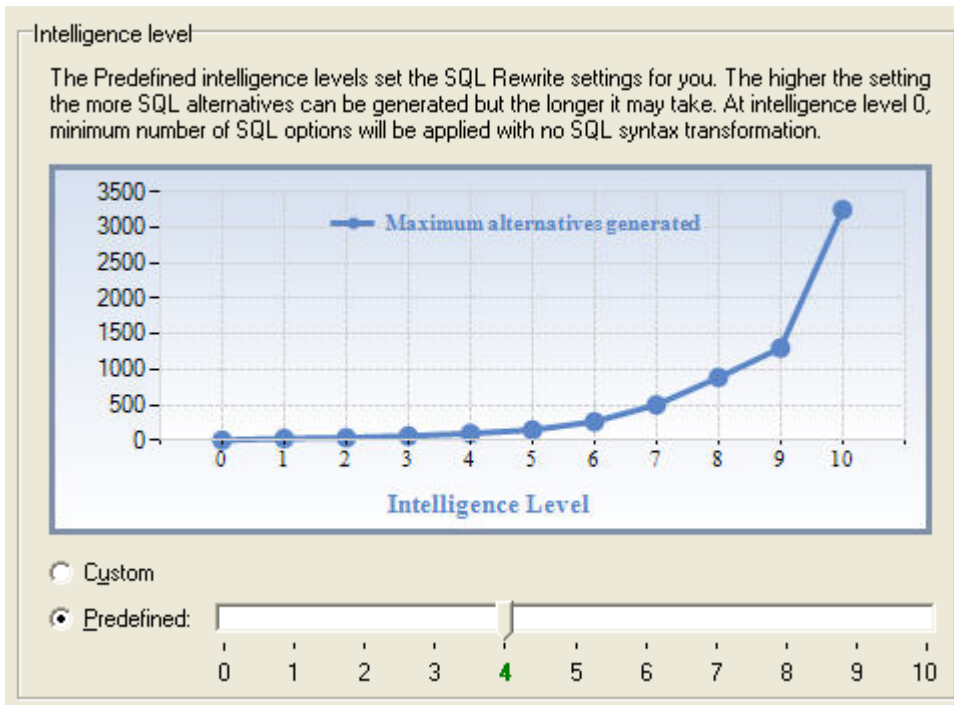 Intelligence level
The Predefined intelligence levels set the SQL Rewrite settings for you. The higher the setting
the more SQL alternatives can be generated but the longer it may take. At intelligence level 0,
minimum number of SQL options will be applied with no SQL syntax transformation.
3500
3000
2500
2000
1500
1000
500
0
Maximum alternatives generated
0 1 2 3 4 5 6 7 8 9 10
Intelligence Level
Custom
Predefined:
0 1 2 3 4 5 6 7 8 9 10